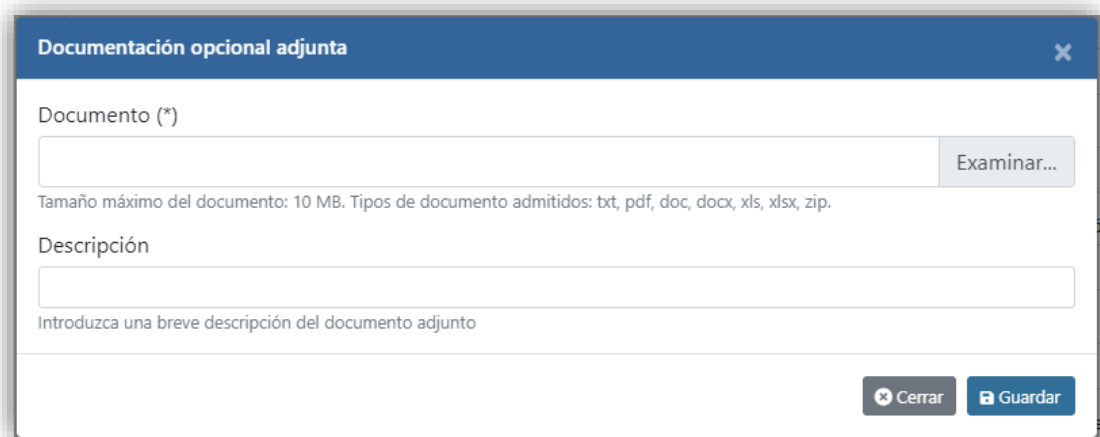 Documentación opcional adjunta
Documento (*)
Examinar...
Tamaño máximo del documento: 10 MB. Tipos de documento admitidos: txt, pdf, doc, docx, xls, xlsx, zip.
Descripción
Introduzca una breve descripción del documento adjunto
Cerrar Guardar